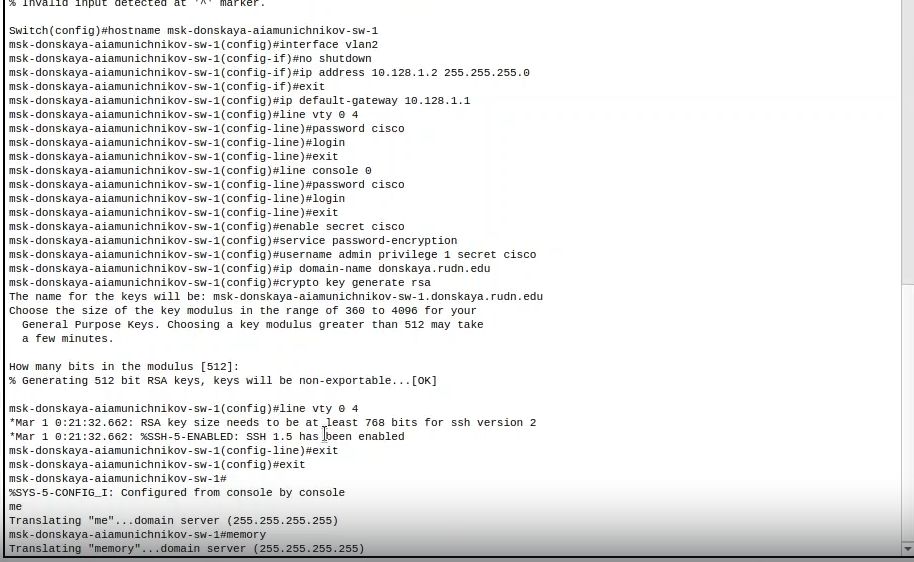 % Invalid input detected at '^' marker.
Switch(config)#hostname msk-donskaya-aiamunichnikov-sw-1
msk-donskaya-aiamunichnikov-sw-1(config)#interface vlan2
msk-donskaya-aiamunichnikov-sw-1(config-if)#no shutdown
msk-donskaya-aiamunichnikov-sw-1(config-if)#ip address 10.128.1.2 255.255.255.0
msk-donskaya-aiamunichnikov-sw-1(config-if)#exit
msk-donskaya-aiamunichnikov-sw-1(config)#ip default-gateway 10.128.1.1
msk-donskaya-aiamunichnikov-sw-1(config)#line vty 0 4
msk-donskaya-aiamunichnikov-sw-1(config-line)#password cisco
msk-donskaya-aiamunichnikov-sw-1(config-line)#login
msk-donskaya-aiamunichnikov-sw-1(config-line)#exit
msk-donskaya-aiamunichnikov-sw-1(config)#line console 0
msk-donskaya-aiamunichnikov-sw-1(config-line)#password cisco
msk-donskaya-aiamunichnikov-sw-1(config-line)#login
msk-donskaya-aiamunichnikov-sw-1(config-line)#exit
msk-donskaya-aiamunichnikov-sw-1(config)#enable secret cisco
msk-donskaya-aiamunichnikov-sw-1(config)#service password-encryption
msk-donskaya-aiamunichnikov-sw-1(config)#username admin privilege 1 secret cisco
msk-donskaya-aiamunichnikov-sw-1(config)#ip domain-name donskaya.rudn.edu
msk-donskaya-aiamunichnikov-sw-1(config)#crypto key generate rsa
The name for the keys will be: msk-donskaya-aiamunichnikov-sw-1.donskaya.rudn.edu
Choose the size of the key modulus in the range of 360 to 4096 for your
General Purpose Keys. Choosing a key modulus greater than 512 may take
a few minutes.
How many bits in the modulus [512]:
% Generating 512 bit RSA keys, keys will be non-exportable...[OK]
msk-donskaya-aiamunichnikov-sw-1(config)#line vty 0 4
*Mar 1 0:21:32.662: RSA key size needs to be at least 768 bits for ssh version 2
*Mar 1 0:21:32.662: %SSH-5-ENABLED: SSH 1.5 has been enabled
msk-donskaya-aiamunichnikov-sw-1(config-line)#exit
msk-donskaya-aiamunichnikov-sw-1(config)#exit
msk-donskaya-aiamunichnikov-sw-1#
%SYS-5-CONFIG_I: Configured from console by console
me
Translating "me"...domain server (255.255.255.255)
msk-donskaya-aiamunichnikov-sw-1#memory
Translating "memory"...domain server (255.255.255.255)